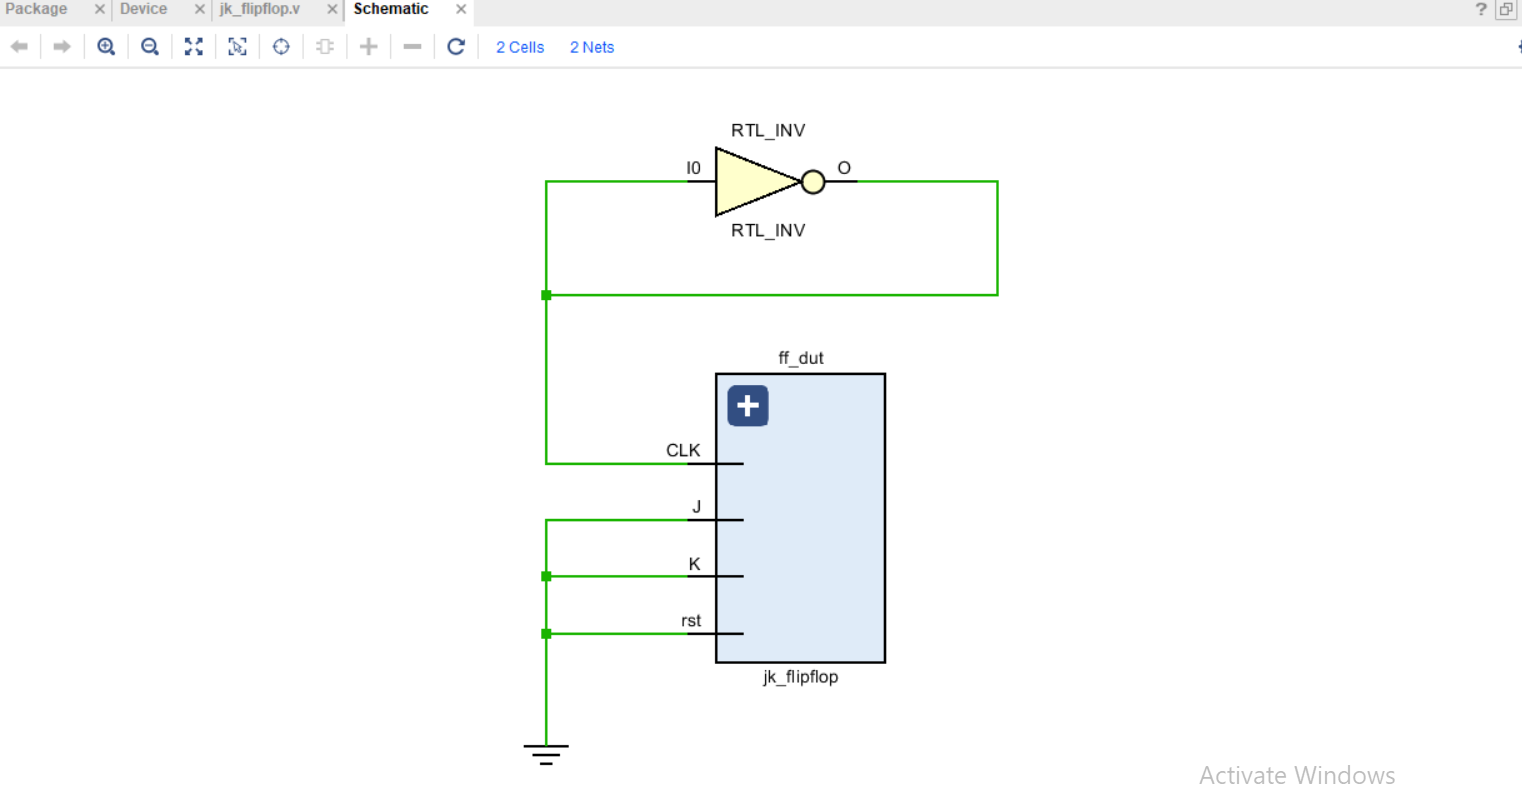 Package Device jk_flipflop.v Schematic
2 Cells 2 Nets
RTL_INV
I0 O
RTL_INV
ff_dut
CLK
J
K
rst
jk_flipflop
Activate Windows